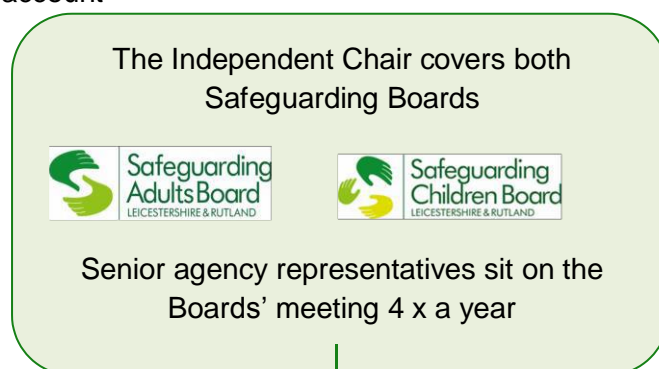 account
The Independent Chair covers both
Safeguarding Boards
Safeguarding
Adults Board
LEICESTERSHIRE & RUTLAND
Safeguarding
Children Board
LEICESTERSHIRE & RUTLAND
Senior agency representatives sit on the
Boards’ meeting 4 x a year